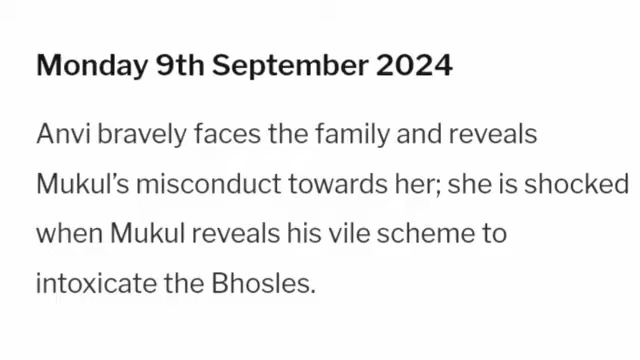 Monday 9th September 2024
Anvi bravely faces the family and reveals
Mukul’s misconduct towards her; she is shocked
when Mukul reveals his vile scheme to
intoxicate the Bhosles.